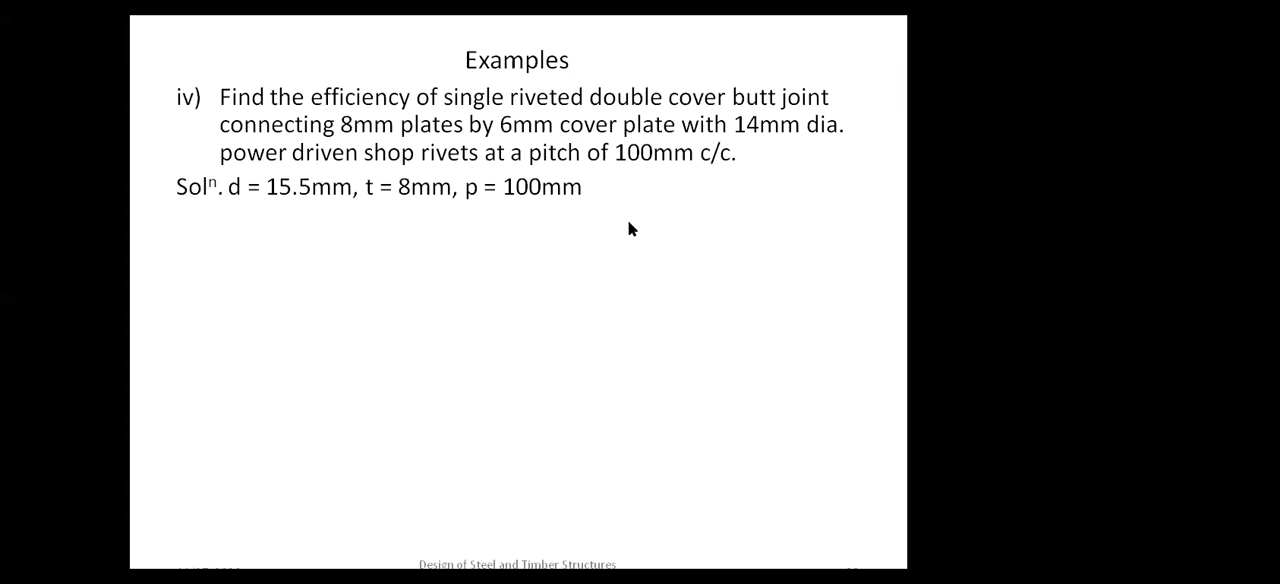 Examples
iv) Find the efficiency of single riveted double cover butt joint
connecting 8mm plates by 6mm cover plate with 14mm dia.
power driven shop rivets at a pitch of 100mm c/c.
Solⁿ. d = 15.5mm, t = 8mm, p = 100mm
Design of Steel and Timber Structures